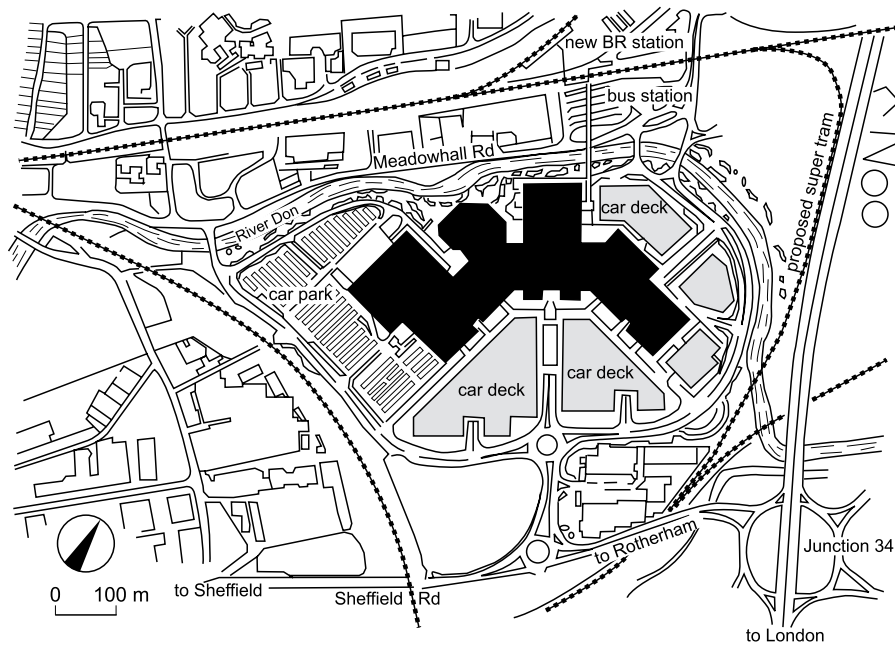 new BR station
bus station
Meadowhall Rd
proposed super tram
River Don
car deck
car park
car deck
car deck
to Rotherham
Junction 34
0 100 m
to Sheffield
Sheffield Rd
to London